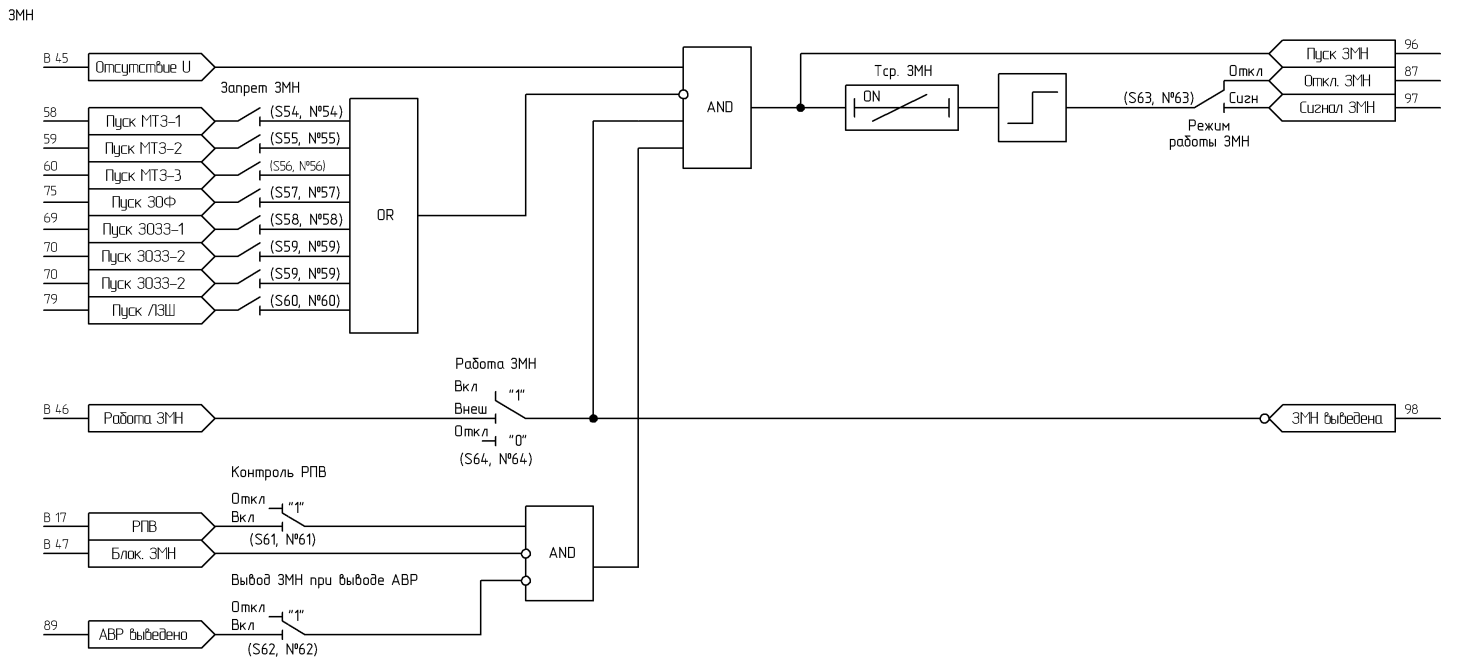 ЗМН
В 45 Отсутствие U
Запрет ЗМН
58 Пуск МТЗ-1 (S54, №54)
59 Пуск МТЗ-2 (S55, №55)
60 Пуск МТЗ-3 (S56, №56)
75 Пуск ЗОФ (S57, №57)
69 Пуск ЗОЗЗ-1 (S58, №58)
70 Пуск ЗОЗЗ-2 (S59, №59)
70 Пуск ЗОЗЗ-2 (S59, №59)
79 Пуск ЛЗШ (S60, №60)
OR
AND
Тср. ЗМН
ON
(S63, №63)
Откл
Сигн
Режим
работы ЗМН
Пуск ЗМН 96
Откл. ЗМН 87
Сигнал ЗМН 97
Работа ЗМН
Вкл "1"
В 46 Работа ЗМН
Внеш
Откл "0"
(S64, №64)
ЗМН выведена 98
Контроль РПВ
Откл "1"
В 17 РПВ
Вкл
(S61, №61)
В 47 Блок. ЗМН
AND
Вывод ЗМН при выводе АВР
Откл "1"
89 АВР выведено
Вкл
(S62, №62)